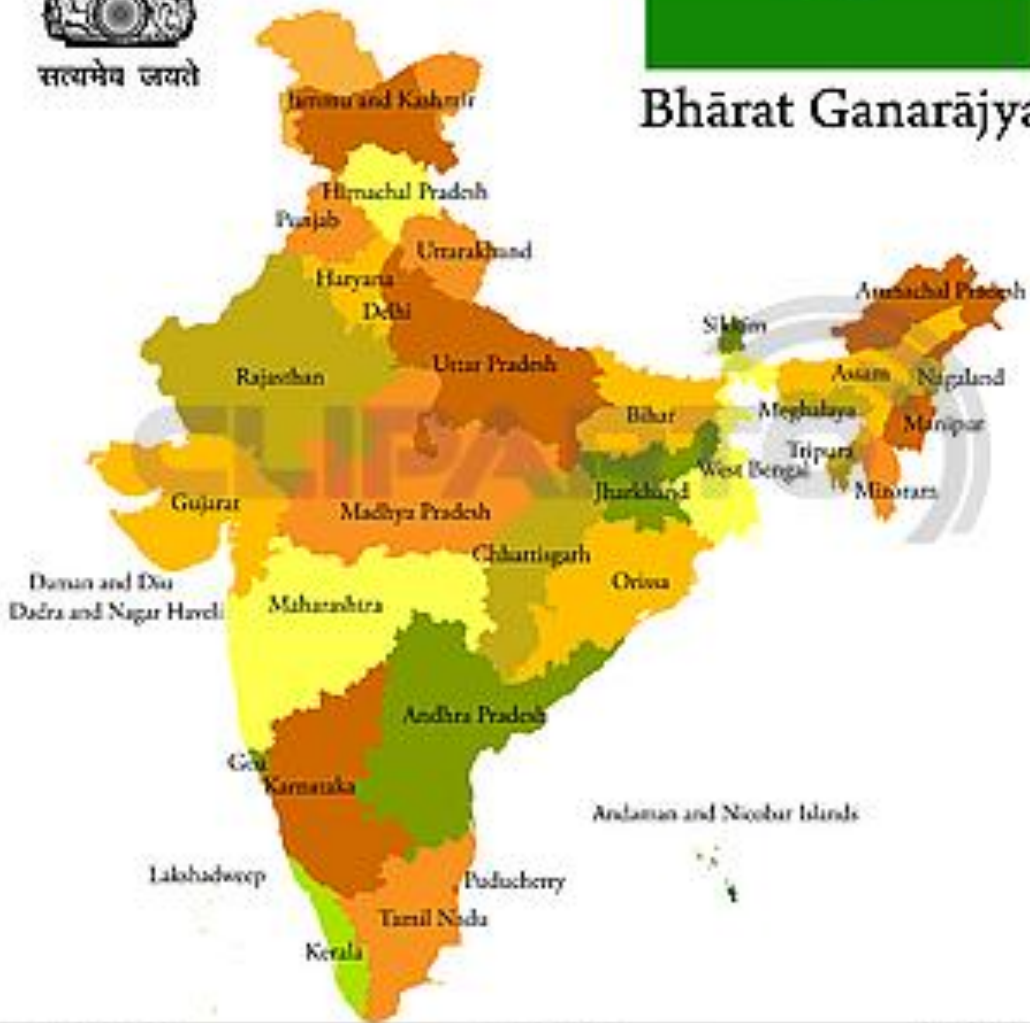 सत्यमेव जयते
Bhārat Ganarājya
Jammu and Kashmir
Himachal Pradesh
Punjab
Uttarakhand
Haryana
Delhi
Arunachal Pradesh
Sikkim
Uttar Pradesh
Rajasthan
Assam
Nagaland
Bihar
Meghalaya
Manipur
Tripura
West Bengal
Jharkhand
Mizoram
Gujarat
Madhya Pradesh
Chhattisgarh
Orissa
Daman and Diu
Dadra and Nagar Haveli
Maharashtra
Andhra Pradesh
Goa
Karnataka
Andaman and Nicobar Islands
Lakshadweep
Puducherry
Tamil Nadu
Kerala